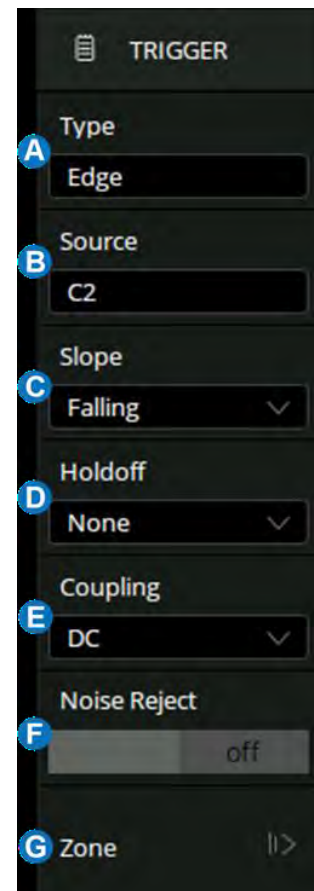 TRIGGER
Type
A
Edge
Source
B
C2
Slope
C
Falling
Holdoff
D
None
Coupling
E
DC
Noise Reject
F
off
G Zone